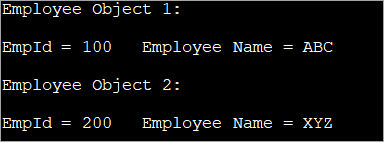 Employee Object 1:
EmpId = 100   Employee Name = ABC
Employee Object 2:
EmpId = 200   Employee Name = XYZ